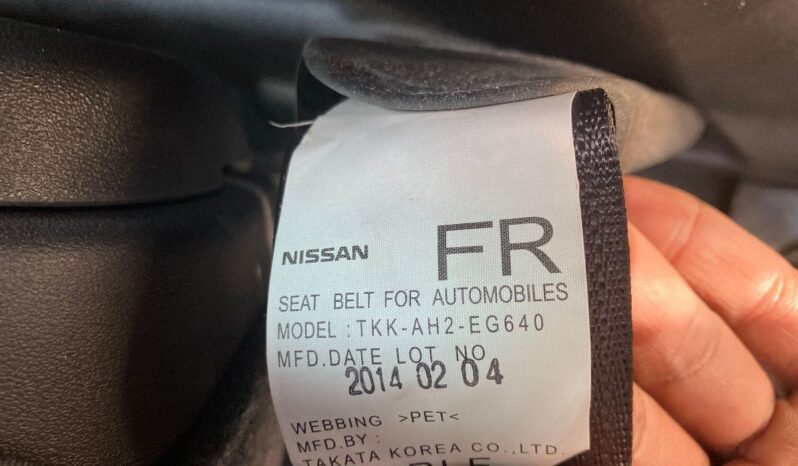 NISSAN FR
SEAT BELT FOR AUTOMOBILES
MODEL : TKK-AH2-EG640
MFD.DATE LOT NO
2014 02 04
WEBBING >PET<
MFD.BY :
TAKATA KOREA CO.,LTD.